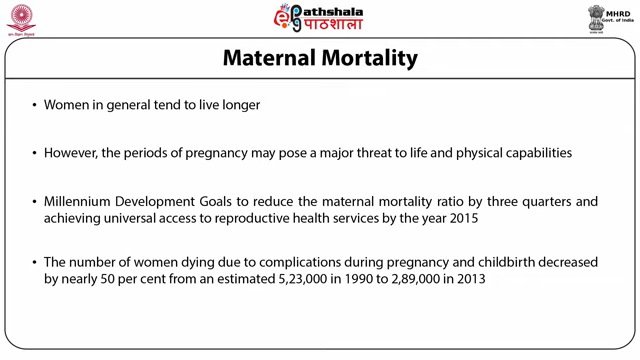 Pathshala
पाठशाला
MHRD
Govt. of India
Maternal Mortality
• Women in general tend to live longer
• However, the periods of pregnancy may pose a major threat to life and physical capabilities
• Millennium Development Goals to reduce the maternal mortality ratio by three quarters and
achieving universal access to reproductive health services by the year 2015
• The number of women dying due to complications during pregnancy and childbirth decreased
by nearly 50 per cent from an estimated 5,23,000 in 1990 to 2,89,000 in 2013